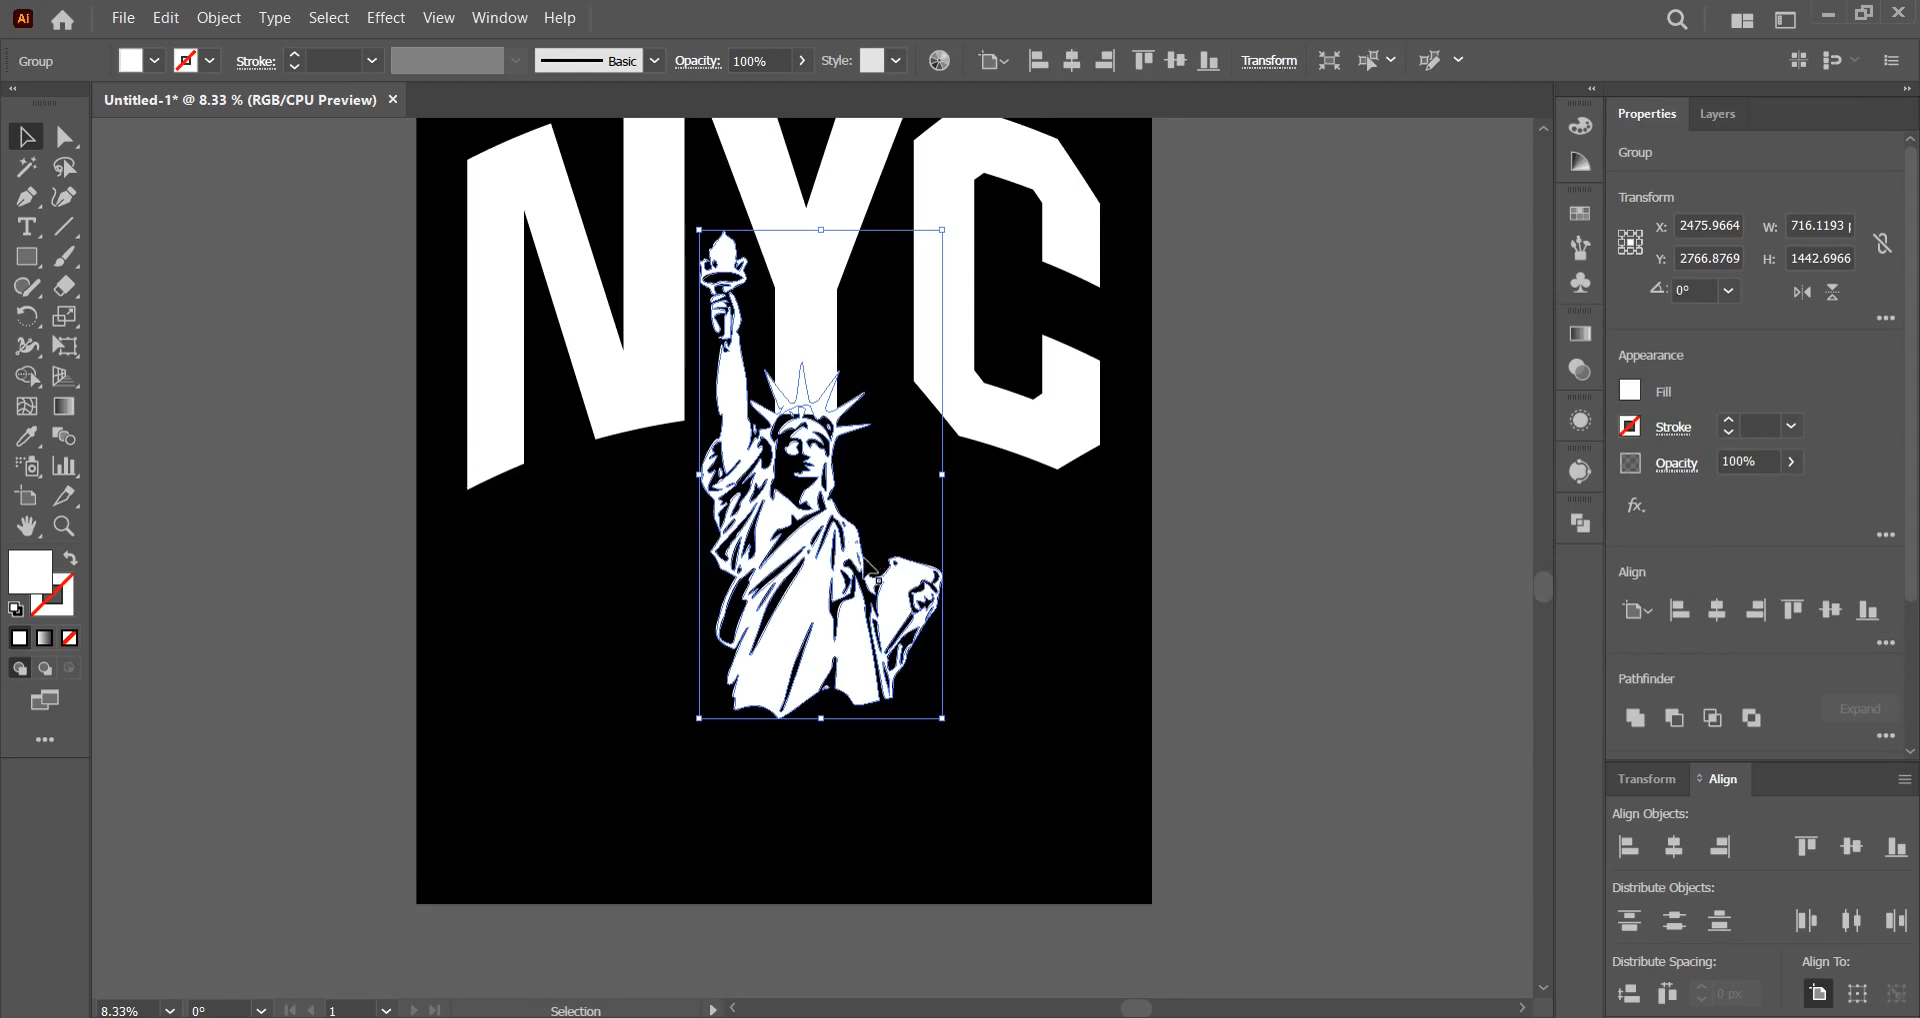 Ai File Edit Object Type Select Effect View Window Help
Group Stroke: Basic Opacity: 100% Style: Transform
Untitled-1* @ 8.33 % (RGB/CPU Preview) ×
NYC
Properties Layers
Group
Transform
X: 2475.9664 W: 716.1193
Y: 2766.8769 H: 1442.6966
0°
Appearance
Fill
Stroke
Opacity 100%
fx.
Align
Pathfinder
Expand
Transform Align
Align Objects:
Distribute Objects:
Distribute Spacing: Align To:
0 px
8.33% 0° 1 Selection